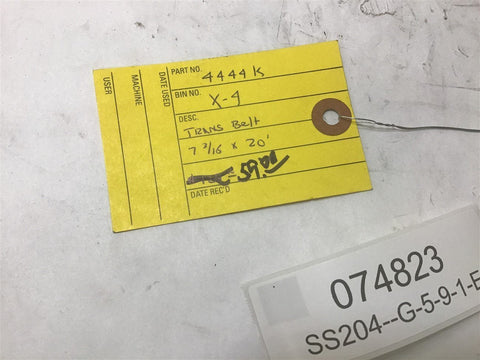 PART NO. 4444K
BIN NO. X-4
DESC.
TRANS Belt
7 3/16 x 20'
DATE REC'D
DATE USED
MACHINE
USER
074823
SS204--G-5-9-1-E